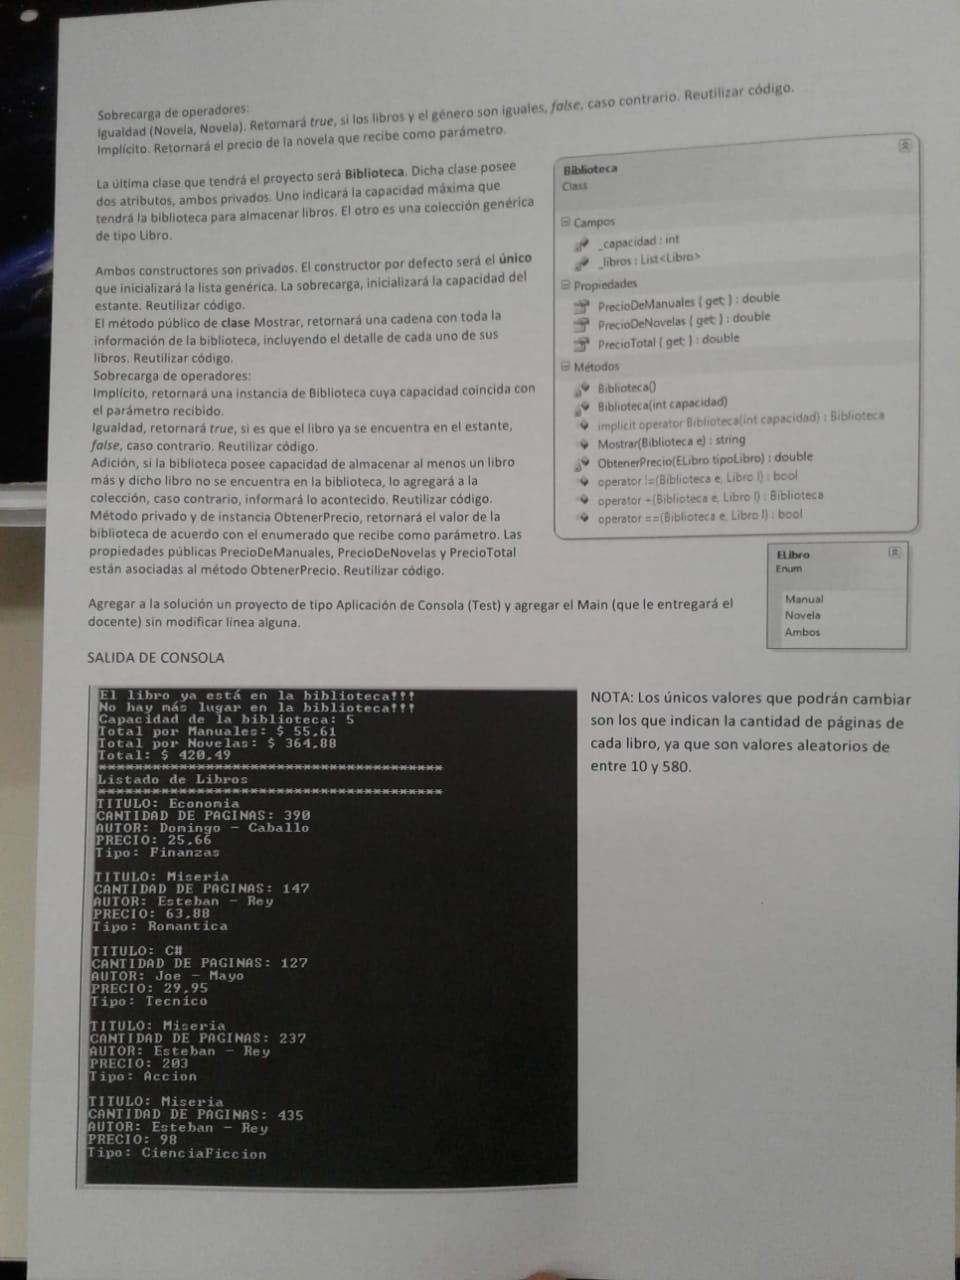 Sobrecarga de operadores:
Igualdad (Novela, Novela). Retornará true, si los libros y el género son iguales, false, caso contrario. Reutilizar código.
Implícito. Retornará el precio de la novela que recibe como parámetro.
La última clase que tendrá el proyecto será Biblioteca. Dicha clase posee
dos atributos, ambos privados. Uno indicará la capacidad máxima que
tendrá la biblioteca para almacenar libros. El otro es una colección genérica
de tipo Libro.
Ambos constructores son privados. El constructor por defecto será el único
que inicializará la lista genérica. La sobrecarga, inicializará la capacidad del
estante. Reutilizar código.
El método público de clase Mostrar, retornará una cadena con toda la
información de la biblioteca, incluyendo el detalle de cada uno de sus
libros. Reutilizar código.
Sobrecarga de operadores:
Implícito, retornará una instancia de Biblioteca cuya capacidad coincida con
el parámetro recibido.
Igualdad, retornará true, si es que el libro ya se encuentra en el estante,
false, caso contrario. Reutilizar código.
Adición, si la biblioteca posee capacidad de almacenar al menos un libro
más y dicho libro no se encuentra en la biblioteca, lo agregará a la
colección, caso contrario, informará lo acontecido. Reutilizar código.
Método privado y de instancia ObtenerPrecio, retornará el valor de la
biblioteca de acuerdo con el enumerado que recibe como parámetro. Las
propiedades públicas PrecioDeManuales, PrecioDeNovelas y PrecioTotal
están asociadas al método ObtenerPrecio. Reutilizar código.
Biblioteca
Class
Campos
_capacidad : int
_libros : List<Libro>
Propiedades
PrecioDeManuales { get; } : double
PrecioDeNovelas { get; } : double
PrecioTotal { get; } : double
Métodos
Biblioteca()
Biblioteca(int capacidad)
implicit operator Biblioteca(int capacidad) : Biblioteca
Mostrar(Biblioteca e) : string
ObtenerPrecio(ELibro tipoLibro) : double
operator !=(Biblioteca e, Libro l) : bool
operator +(Biblioteca e, Libro l) : Biblioteca
operator ==(Biblioteca e, Libro l) : bool
ELibro
Enum
Manual
Novela
Ambos
Agregar a la solución un proyecto de tipo Aplicación de Consola (Test) y agregar el Main (que le entregará el
docente) sin modificar línea alguna.
SALIDA DE CONSOLA
El libro ya está en la biblioteca!!!
No hay más lugar en la biblioteca!!!
Capacidad de la biblioteca: 5
Total por Manuales: $ 55,61
Total por Novelas: $ 364,88
Total: $ 420,49
***********************************
Listado de Libros
***********************************
TITULO: Economia
CANTIDAD DE PAGINAS: 390
AUTOR: Domingo - Caballo
PRECIO: 25,66
Tipo: Finanzas
TITULO: Miseria
CANTIDAD DE PAGINAS: 147
AUTOR: Esteban - Rey
PRECIO: 63,88
Tipo: Romantica
TITULO: C#
CANTIDAD DE PAGINAS: 127
AUTOR: Joe - Mayo
PRECIO: 29,95
Tipo: Tecnico
TITULO: Miseria
CANTIDAD DE PAGINAS: 237
AUTOR: Esteban - Rey
PRECIO: 203
Tipo: Accion
TITULO: Miseria
CANTIDAD DE PAGINAS: 435
AUTOR: Esteban - Rey
PRECIO: 98
Tipo: CienciaFiccion
NOTA: Los únicos valores que podrán cambiar
son los que indican la cantidad de páginas de
cada libro, ya que son valores aleatorios de
entre 10 y 580.